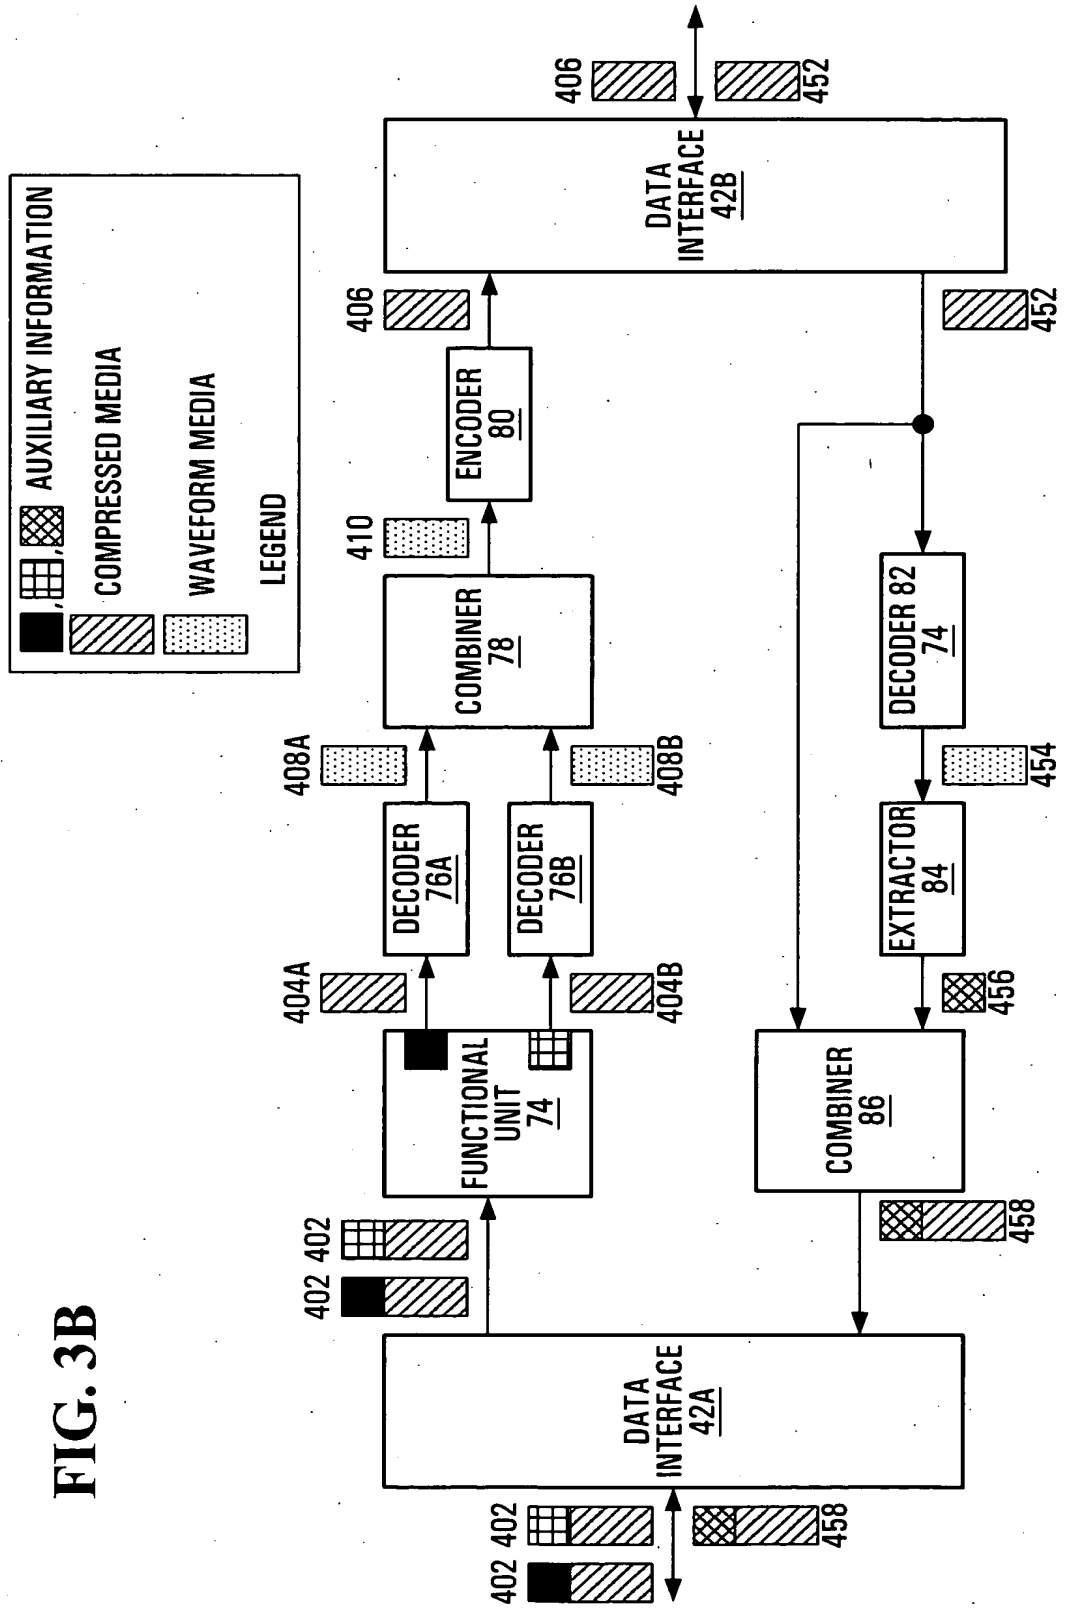 FIG. 3B
AUXILIARY INFORMATION
COMPRESSED MEDIA
WAVEFORM MEDIA
LEGEND
402
402
458
DATA
INTERFACE
42A
402
402
FUNCTIONAL
UNIT
74
404A
404B
DECODER
76A
DECODER
76B
408A
408B
COMBINER
78
410
ENCODER
80
406
DATA
INTERFACE
42B
406
452
452
DECODER 82
74
454
EXTRACTOR
84
456
COMBINER
86
458